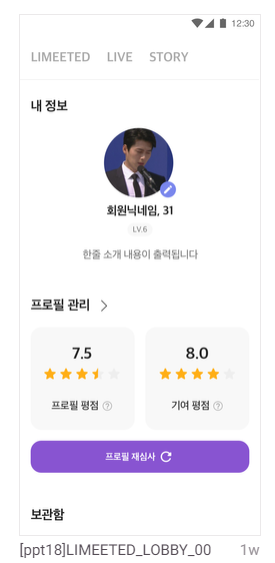 12:30
LIMEETED LIVE STORY
내 정보
회원닉네임, 31
LV.6
한줄 소개 내용이 출력됩니다
프로필 관리
7.5 8.0
프로필 평점 ? 기여 평점 ?
프로필 재심사
보관함
[ppt18]LIMEETED_LOBBY_00 1w